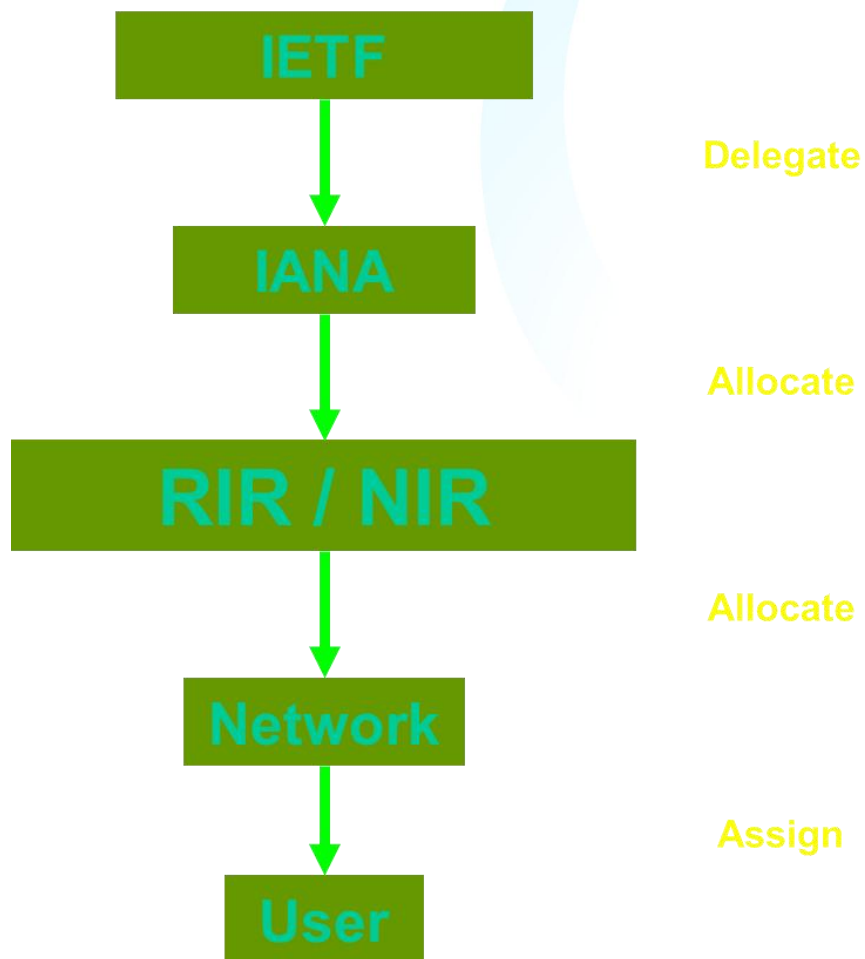 IETF
Delegate
IANA
Allocate
RIR / NIR
Allocate
Network
Assign
User